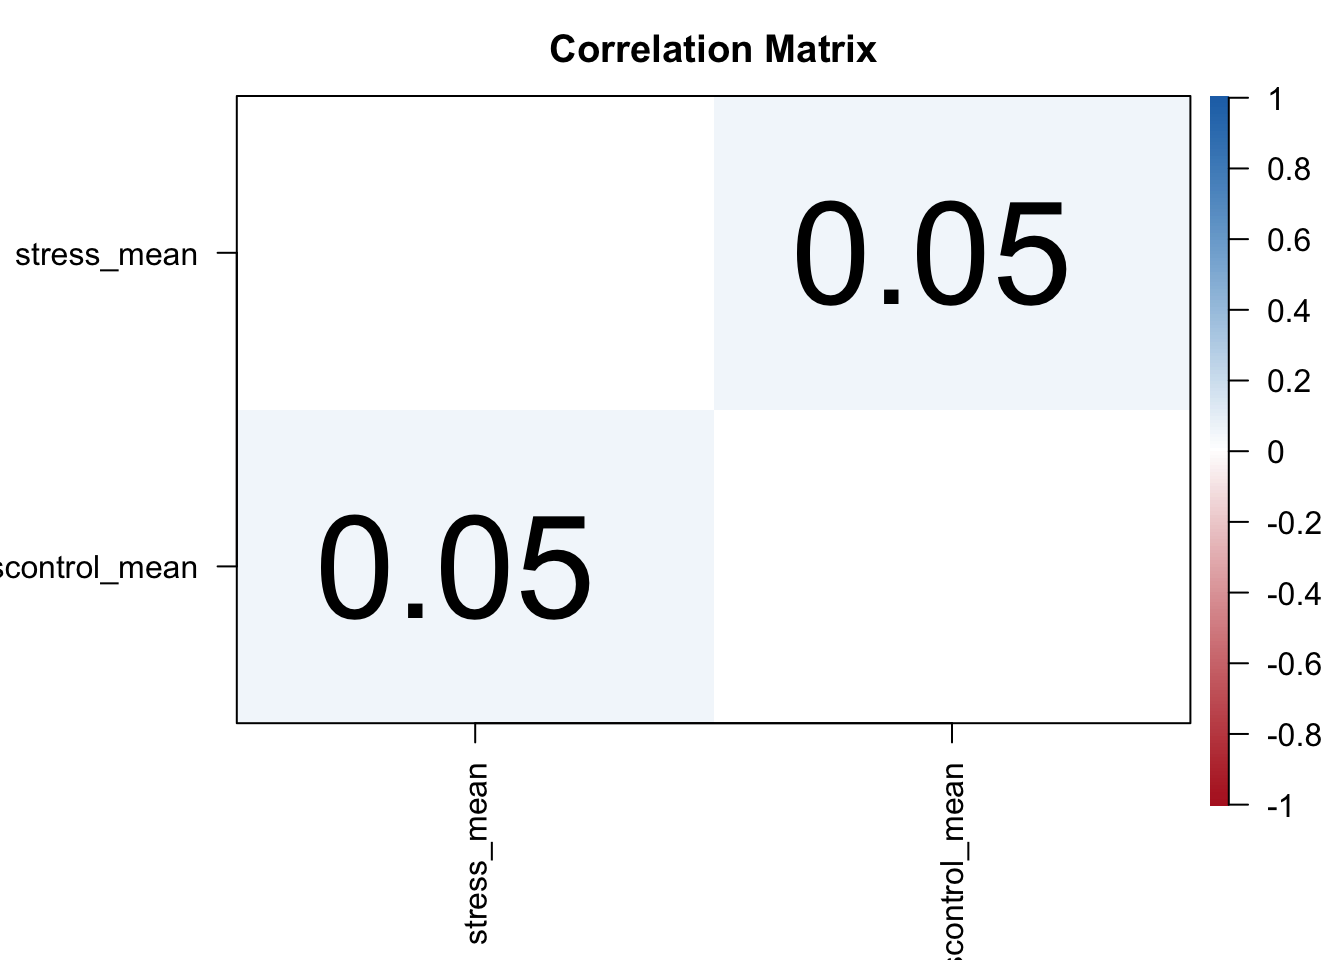 Correlation Matrix
1
0.8
0.6
0.4
0.2
0
-0.2
-0.4
-0.6
-0.8
-1
stress_mean
0.05
scontrol_mean
0.05
stress_mean
scontrol_mean